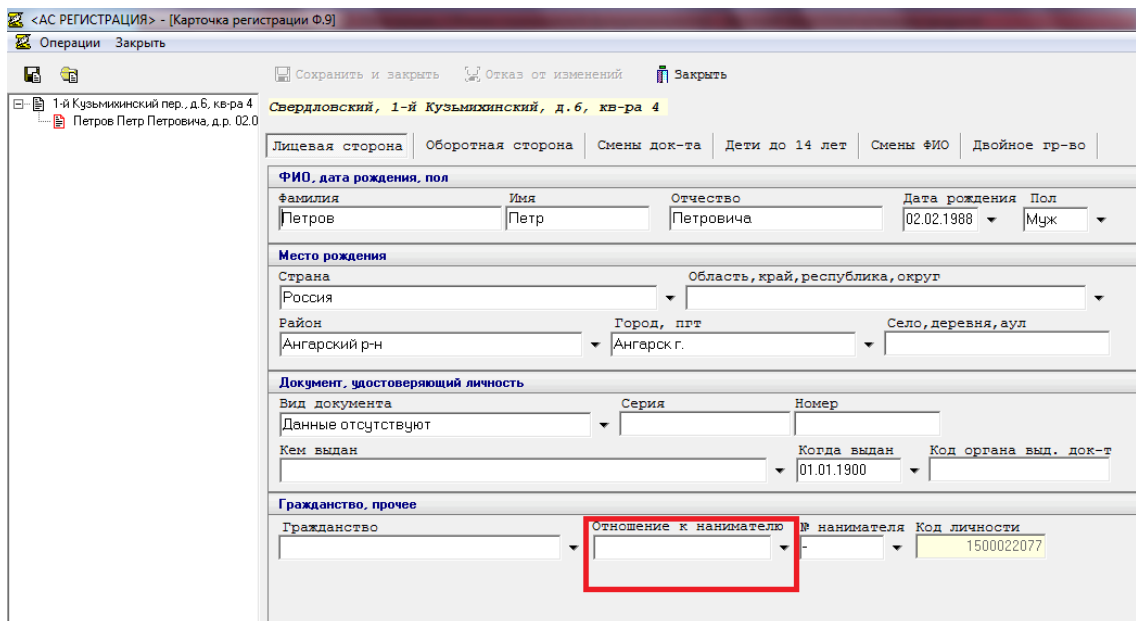 <АС РЕГИСТРАЦИЯ> - [Карточка регистрации Ф.9]
Операции Закрыть
Сохранить и закрыть Отказ от изменений Закрыть
1-й Кузьмихинский пер., д.6, кв-ра 4
Петров Петр Петровича, д.р. 02.0
Свердловский, 1-й Кузьмихинский, д.6, кв-ра 4
Лицевая сторона Оборотная сторона Смены док-та Дети до 14 лет Смены ФИО Двойное гр-во
ФИО, дата рождения, пол
Фамилия Имя Отчество Дата рождения Пол
Петров Петр Петровича 02.02.1988 Муж
Место рождения
Страна Область,край,республика,округ
Россия
Район Город, пгт Село,деревня,аул
Ангарский р-н Ангарск г.
Документ, удостоверяющий личность
Вид документа Серия Номер
Данные отсутствуют
Кем выдан Когда выдан Код органа выд. док-т
01.01.1900
Гражданство, прочее
Гражданство Отношение к нанимателю № нанимателя Код личности
- 1500022077